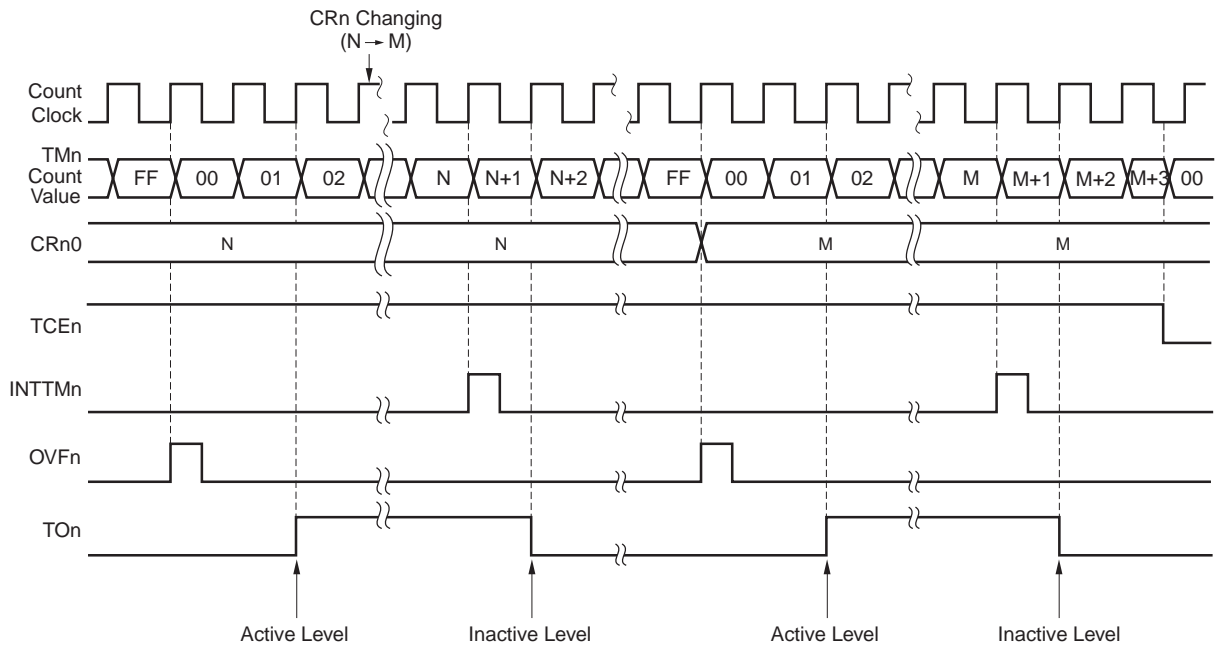 CRn Changing
(N → M)
Count
Clock
TMn
Count
Value
FF 00 01 02 N N+1 N+2 FF 00 01 02 M M+1 M+2 M+3 00
CRn0
N N M M
TCEn
INTTMn
OVFn
TOn
Active Level Inactive Level Active Level Inactive Level